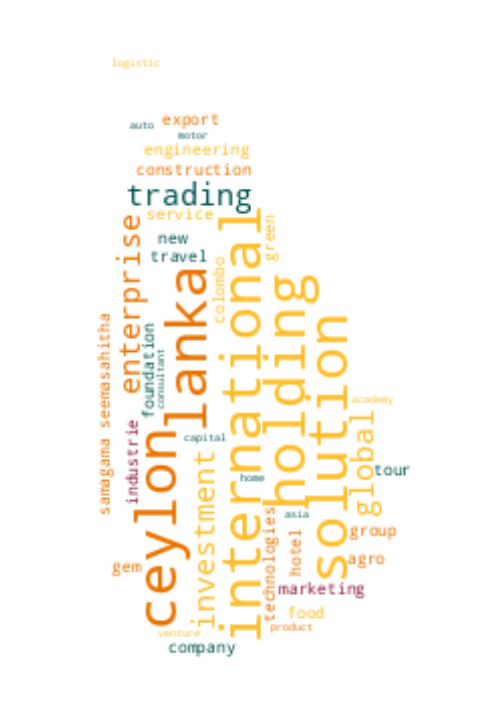 logistic
export
auto
motor
engineering
construction
trading
service
enterprise
new
travel
green
international
lanka
colombo
holding
samagama seemasahitha
foundation
consultant
solution
academy
industrie
ceylon
capital
global
investment
home
tour
technologies
asia
group
hotel
gem
agro
marketing
food
product
venture
company